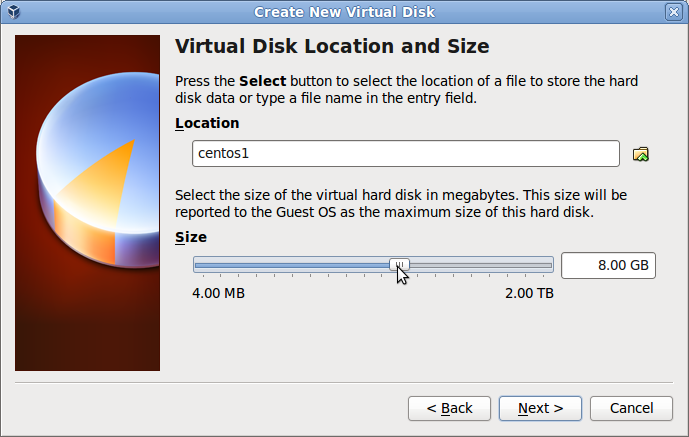 Create New Virtual Disk
Virtual Disk Location and Size
Press the Select button to select the location of a file to store the hard
disk data or type a file name in the entry field.
Location
centos1
Select the size of the virtual hard disk in megabytes. This size will be
reported to the Guest OS as the maximum size of this hard disk.
Size
8.00 GB
4.00 MB 2.00 TB
< Back Next > Cancel